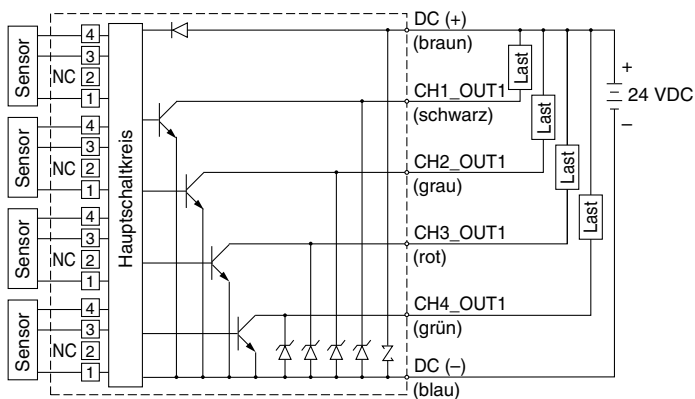 DC (+)
(braun)
CH1_OUT1
(schwarz)
CH2_OUT1
(grau)
CH3_OUT1
(rot)
CH4_OUT1
(grün)
DC (–)
(blau)
Sensor
4
3
NC 2
1
Sensor
4
3
NC 2
1
Sensor
4
3
NC 2
1
Sensor
4
3
NC 2
1
Hauptschaltkreis
Last
Last
Last
Last
+
24 VDC
–